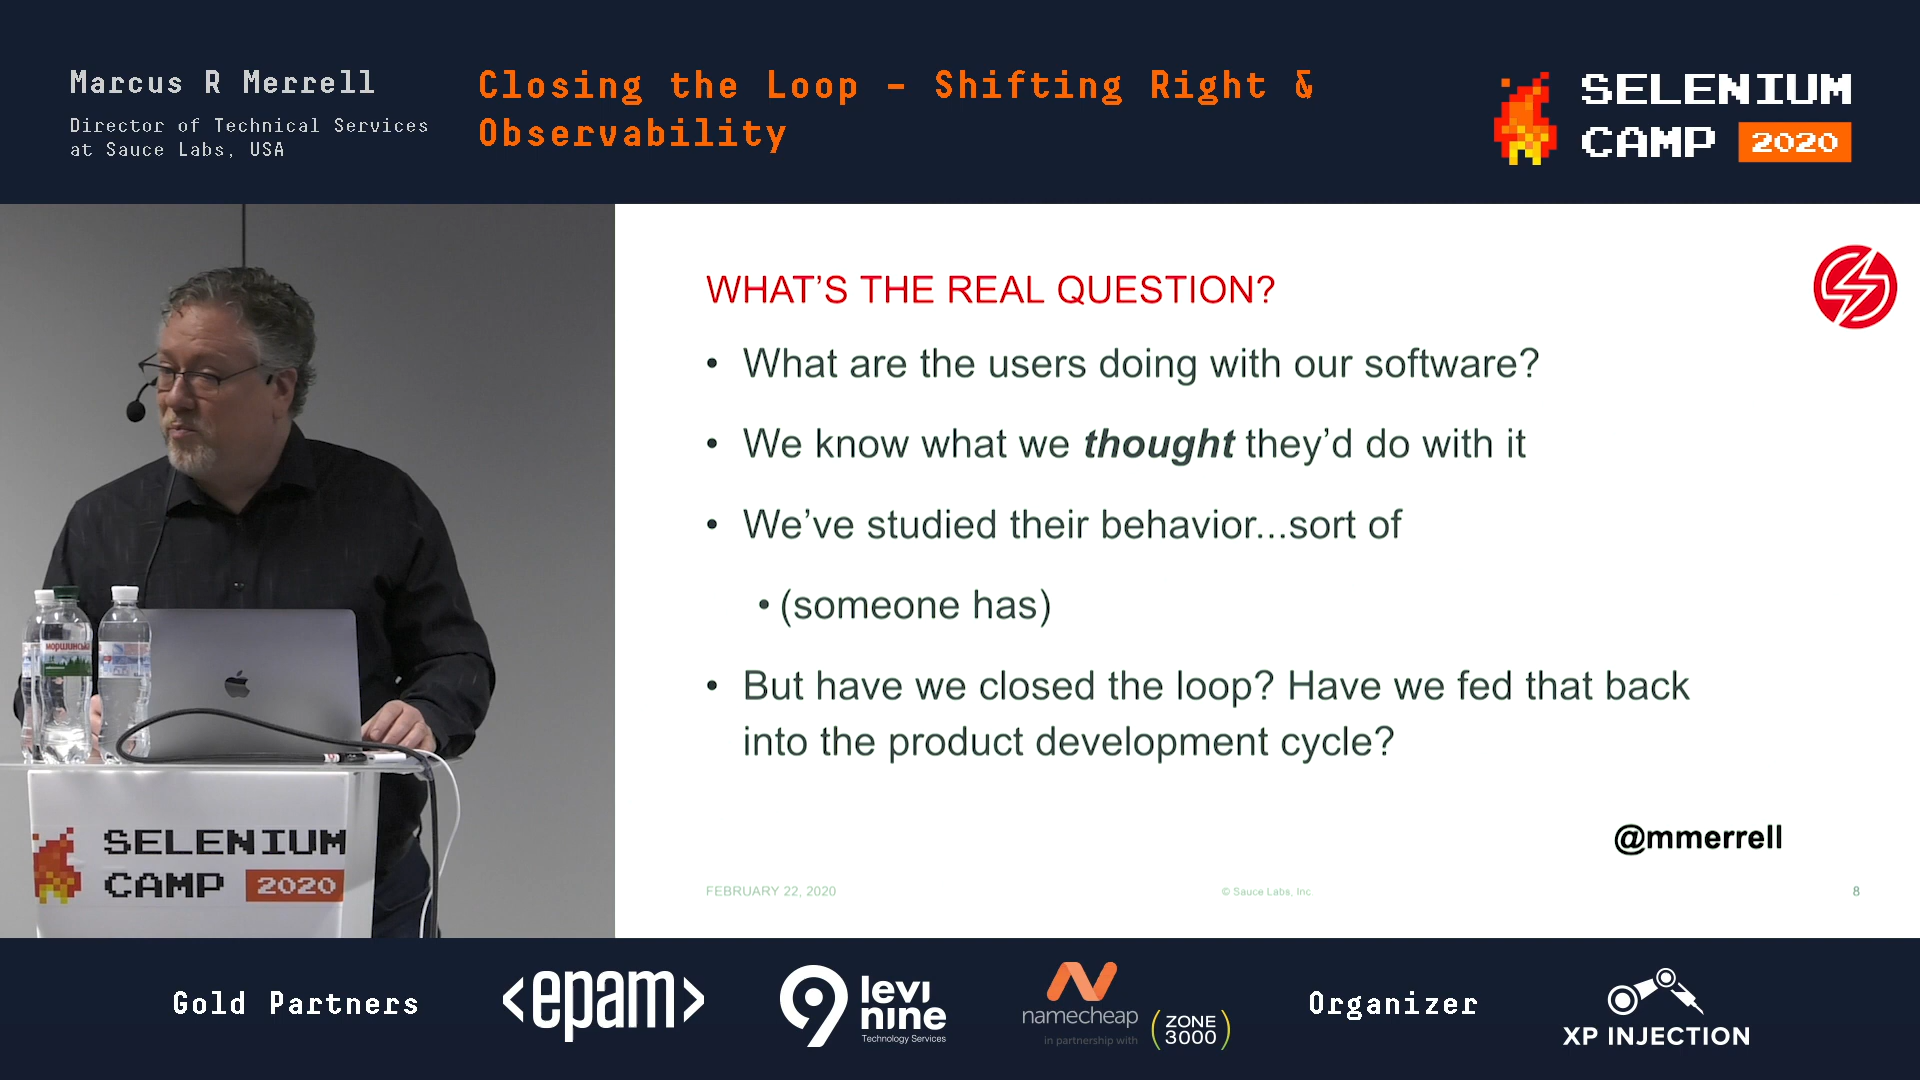 Marcus R Merrell
Director of Technical Services
at Sauce Labs, USA
Closing the Loop – Shifting Right &
Observability
SELENIUM
CAMP 2020
WHAT’S THE REAL QUESTION?
• What are the users doing with our software?
• We know what we thought they’d do with it
• We’ve studied their behavior...sort of
• (someone has)
• But have we closed the loop? Have we fed that back
into the product development cycle?
@mmerrell
FEBRUARY 22, 2020
© Sauce Labs, Inc.
8
моршинська
SELENIUM
CAMP 2020
Gold Partners
<epam>
levi
nine
Technology Services
namecheap
in partnership with
(ZONE
3000)
Organizer
XP INJECTION